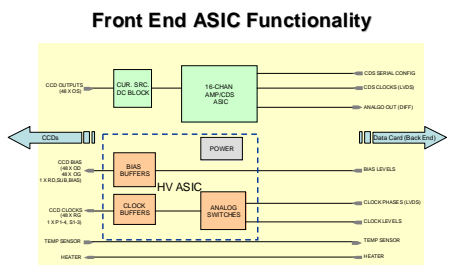 Front End ASIC Functionality
CCD OUTPUTS
(48 X OS)
CUR. SRC.
DC BLOCK
16-CHAN
AMP/CDS
ASIC
CDS SERIAL CONFIG
CDS CLOCKS (LVDS)
ANALGO OUT (DIFF)
CCDs
Data Card (Back End)
POWER
CCD BIAS
(48 X OD
48 X OG
1 X RD,SUB,BIAS)
BIAS
BUFFERS
BIAS LEVELS
HV ASIC
CCD CLOCKS
(48 X RG
1 X P1-4, S1-3)
CLOCK
BUFFERS
ANALOG
SWITCHES
CLOCK PHASES (LVDS)
CLOCK LEVELS
TEMP SENSOR
TEMP SENSOR
HEATER
HEATER